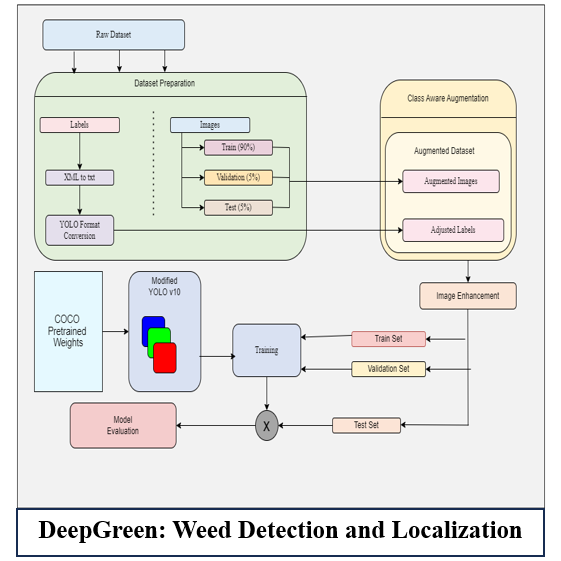 Raw Dataset
Dataset Preparation
Labels
XML to txt
YOLO Format
Conversion
Images
Train (90%)
Validation (5%)
Test (5%)
Class Aware Augmentation
Augmented Dataset
Augmented Images
Adjusted Labels
Image Enhancement
COCO
Pretrained
Weights
Modified
YOLO v10
Training
Train Set
Validation Set
Test Set
X
Model
Evaluation
DeepGreen: Weed Detection and Localization